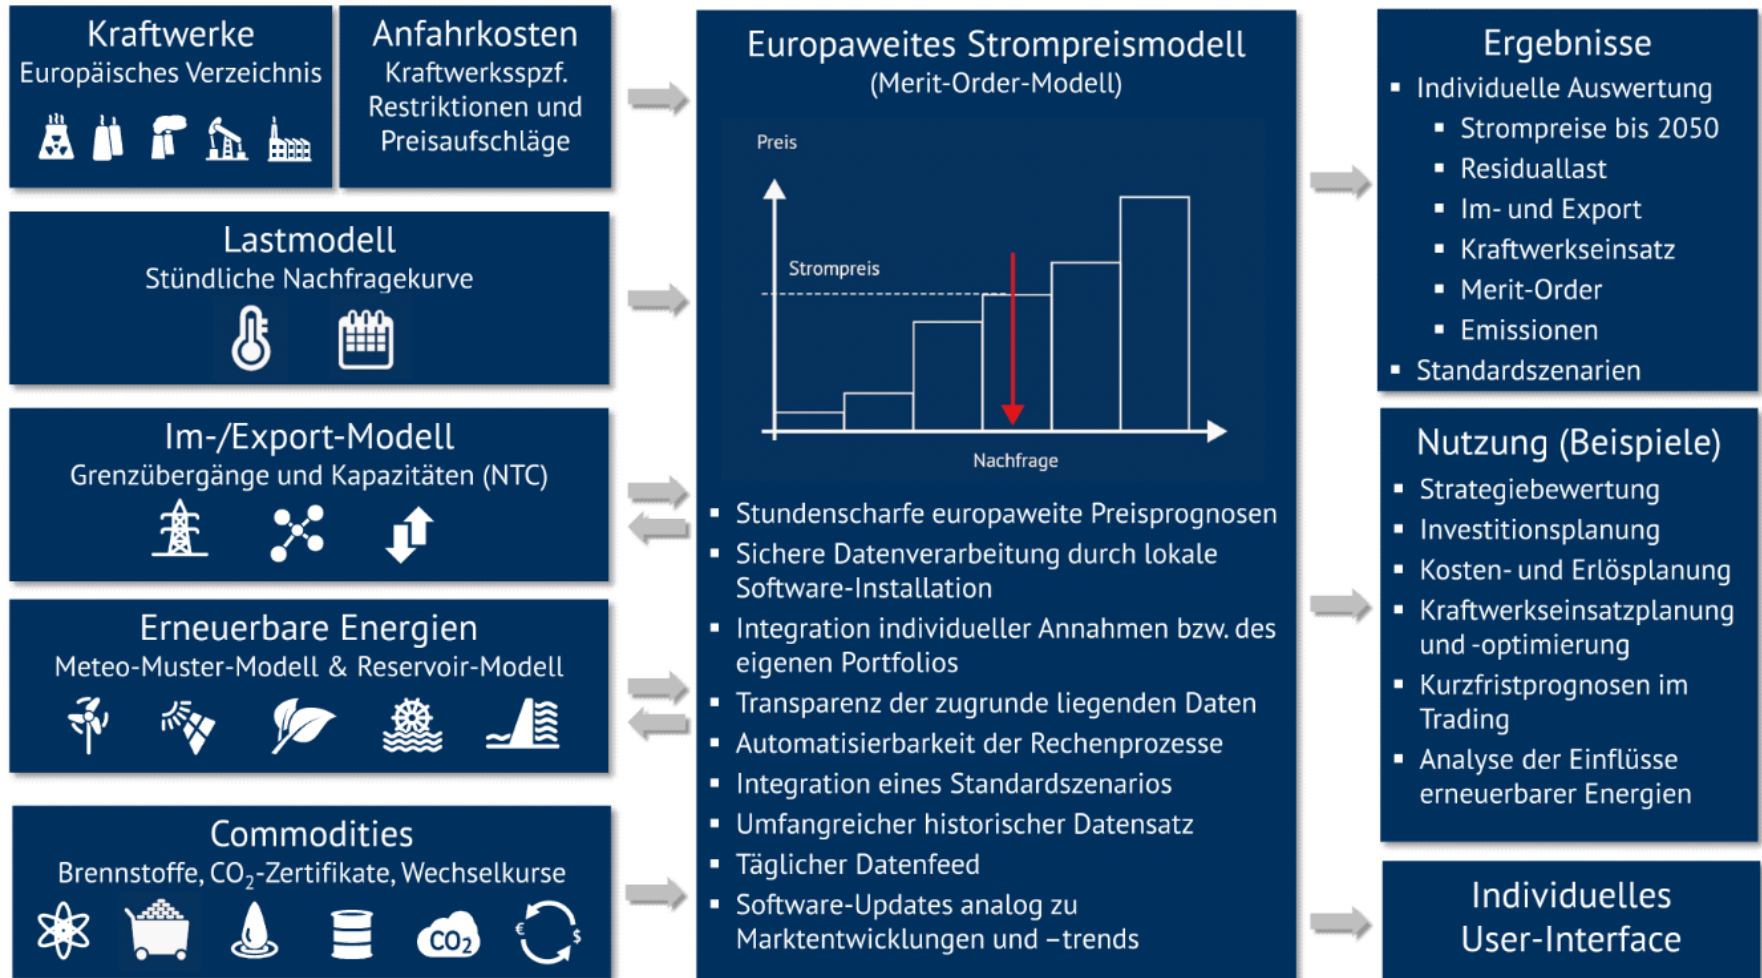 Kraftwerke
Europäisches Verzeichnis
Anfahrkosten
Kraftwerksspzf.
Restriktionen und
Preisaufschläge
Lastmodell
Stündliche Nachfragekurve
Im-/Export-Modell
Grenzübergänge und Kapazitäten (NTC)
Erneuerbare Energien
Meteo-Muster-Modell & Reservoir-Modell
Commodities
Brennstoffe, CO₂-Zertifikate, Wechselkurse
CO2
€
$
Europaweites Strompreismodell
(Merit-Order-Modell)
Preis
Strompreis
Nachfrage
▪ Stundenscharfe europaweite Preisprognosen
▪ Sichere Datenverarbeitung durch lokale
Software-Installation
▪ Integration individueller Annahmen bzw. des
eigenen Portfolios
▪ Transparenz der zugrunde liegenden Daten
▪ Automatisierbarkeit der Rechenprozesse
▪ Integration eines Standardszenarios
▪ Umfangreicher historischer Datensatz
▪ Täglicher Datenfeed
▪ Software-Updates analog zu
Marktentwicklungen und –trends
Ergebnisse
▪ Individuelle Auswertung
▪ Strompreise bis 2050
▪ Residuallast
▪ Im- und Export
▪ Kraftwerkseinsatz
▪ Merit-Order
▪ Emissionen
▪ Standardszenarien
Nutzung (Beispiele)
▪ Strategiebewertung
▪ Investitionsplanung
▪ Kosten- und Erlösplanung
▪ Kraftwerkseinsatzplanung
und -optimierung
▪ Kurzfristprognosen im
Trading
▪ Analyse der Einflüsse
erneuerbarer Energien
Individuelles
User-Interface